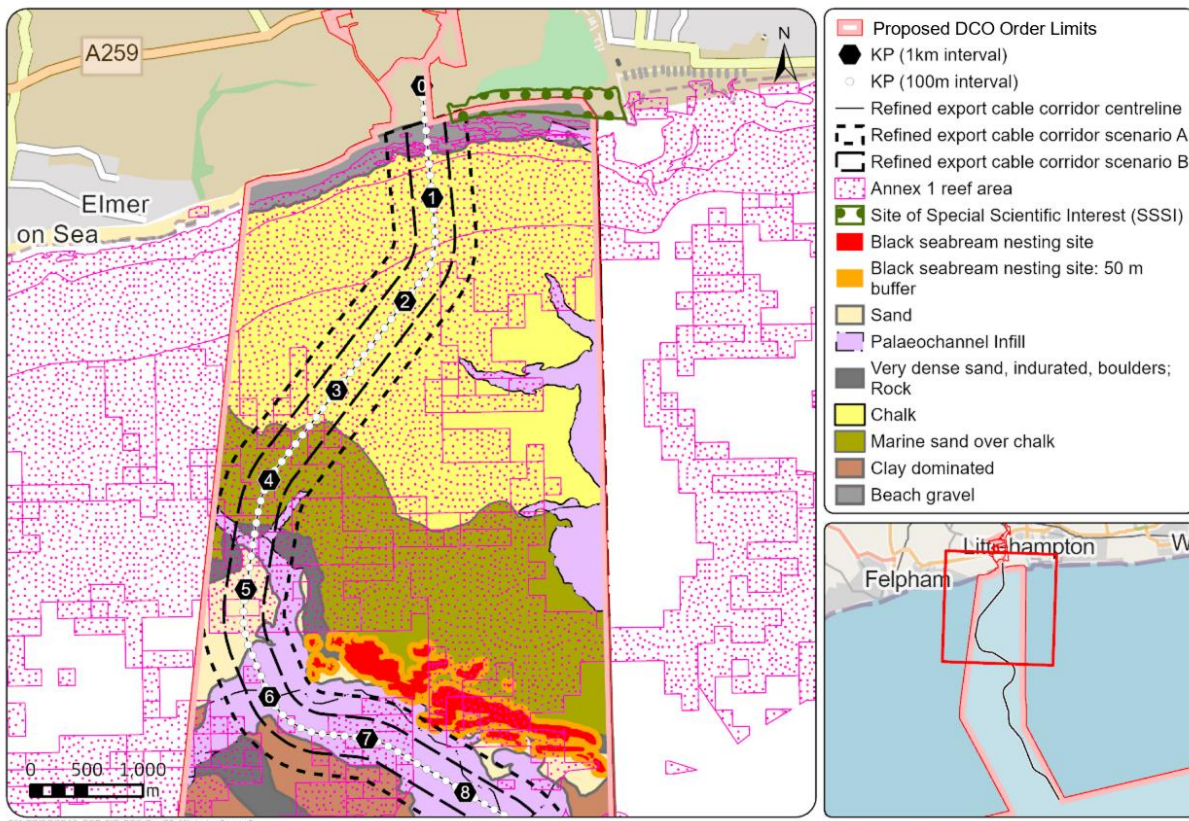 A259
N
0
1
Elmer
on Sea
2
3
4
5
6
7
8
0 500 1,000
m
Proposed DCO Order Limits
KP (1km interval)
KP (100m interval)
Refined export cable corridor centreline
Refined export cable corridor scenario A
Refined export cable corridor scenario B
Annex 1 reef area
Site of Special Scientific Interest (SSSI)
Black seabream nesting site
Black seabream nesting site: 50 m
buffer
Sand
Palaeochannel Infill
Very dense sand, indurated, boulders;
Rock
Chalk
Marine sand over chalk
Clay dominated
Beach gravel
Littlehampton
W
Felpham